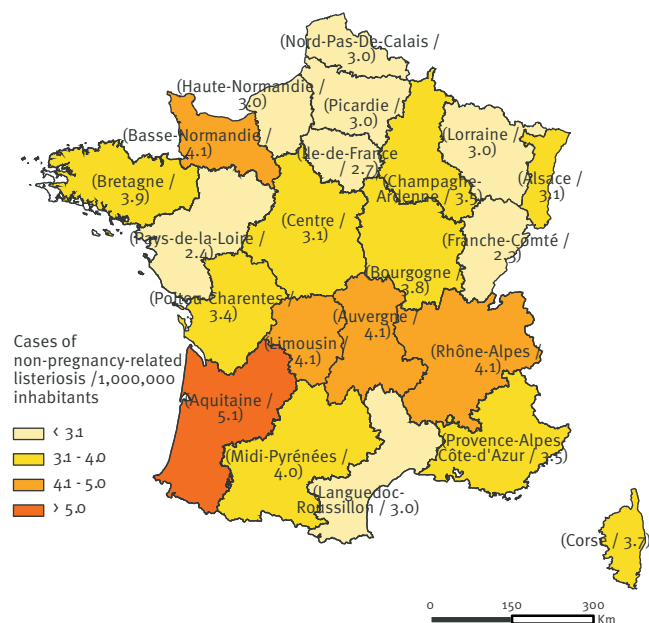 (Nord-Pas-De-Calais /
3.0)
(Haute-Normandie /
3.0)
(Picardie /
3.0)
(Basse-Normandie /
4.1)
(Ile-de-France /
2.7)
(Lorraine /
3.0)
(Champagne-
Ardenne / 3.5)
(Alsace /
3.1)
(Bretagne /
3.9)
(Pays-de-la-Loire /
2.4)
(Centre /
3.1)
(Franche-Comté /
2.3)
(Bourgogne /
3.8)
(Poitou-Charentes /
3.4)
(Auvergne /
4.1)
(Limousin /
4.1)
(Rhône-Alpes /
4.1)
(Aquitaine /
5.1)
(Midi-Pyrénées /
4.0)
(Provence-Alpes-
Côte-d'Azur / 3.5)
(Languedoc-
Roussillon / 3.0)
(Corse / 3.7)
Cases of
non-pregnancy-related
listeriosis /1,000,000
inhabitants
< 3.1
3.1 - 4.0
4.1 - 5.0
> 5.0
0 150 300
Km